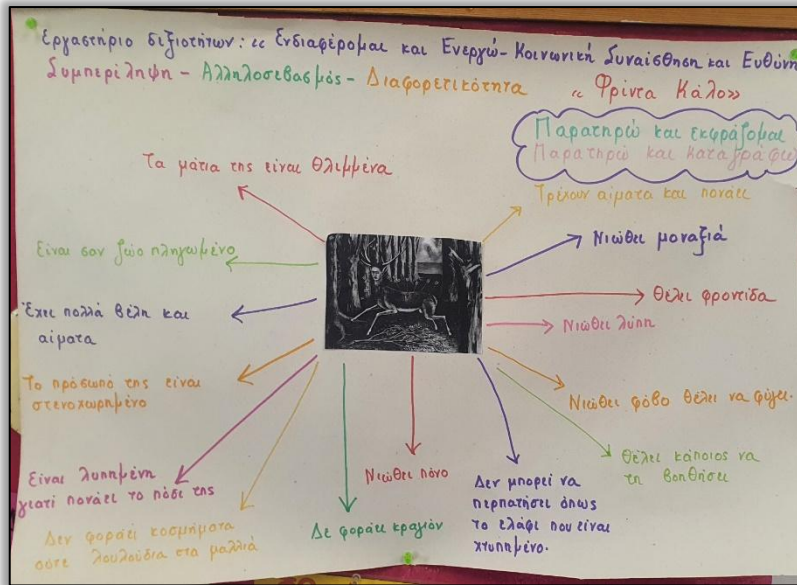 Εργαστήριο δεξιοτήτων: «Ενδιαφέρομαι και Ενεργώ-Κοινωνική Συναίσθηση και Ευθύνη
Συμπερίληψη - Αλληλοσεβασμός - Διαφορετικότητα «Φρίντα Κάλο»
Παρατηρώ και εκφράζομαι
Παρατηρώ και καταγράφω
Τα μάτια της είναι θλιμμένα
Τρέχουν αίματα και πονάει
Είναι σαν ζώο πληγωμένο
Νιώθει μοναξιά
Έχει πολλά βέλη και
αίματα
Θέλει φροντίδα
Νιώθει λύπη
Το πρόσωπό της είναι
στενοχωρημένο
Νιώθει φόβο θέλει να φύγει.
Είναι λυπημένη
γιατί πονάει το πόδι της
Νιώθει πόνο
Δεν μπορεί να
περπατήσει όπως
το ελάφι που είναι
χτυπημένο.
Θέλει κάποιος να
τη βοηθήσει
Δεν φοράει κοσμήματα
ούτε λουλούδια στα μαλλιά
Δε φοράει κραγιόν